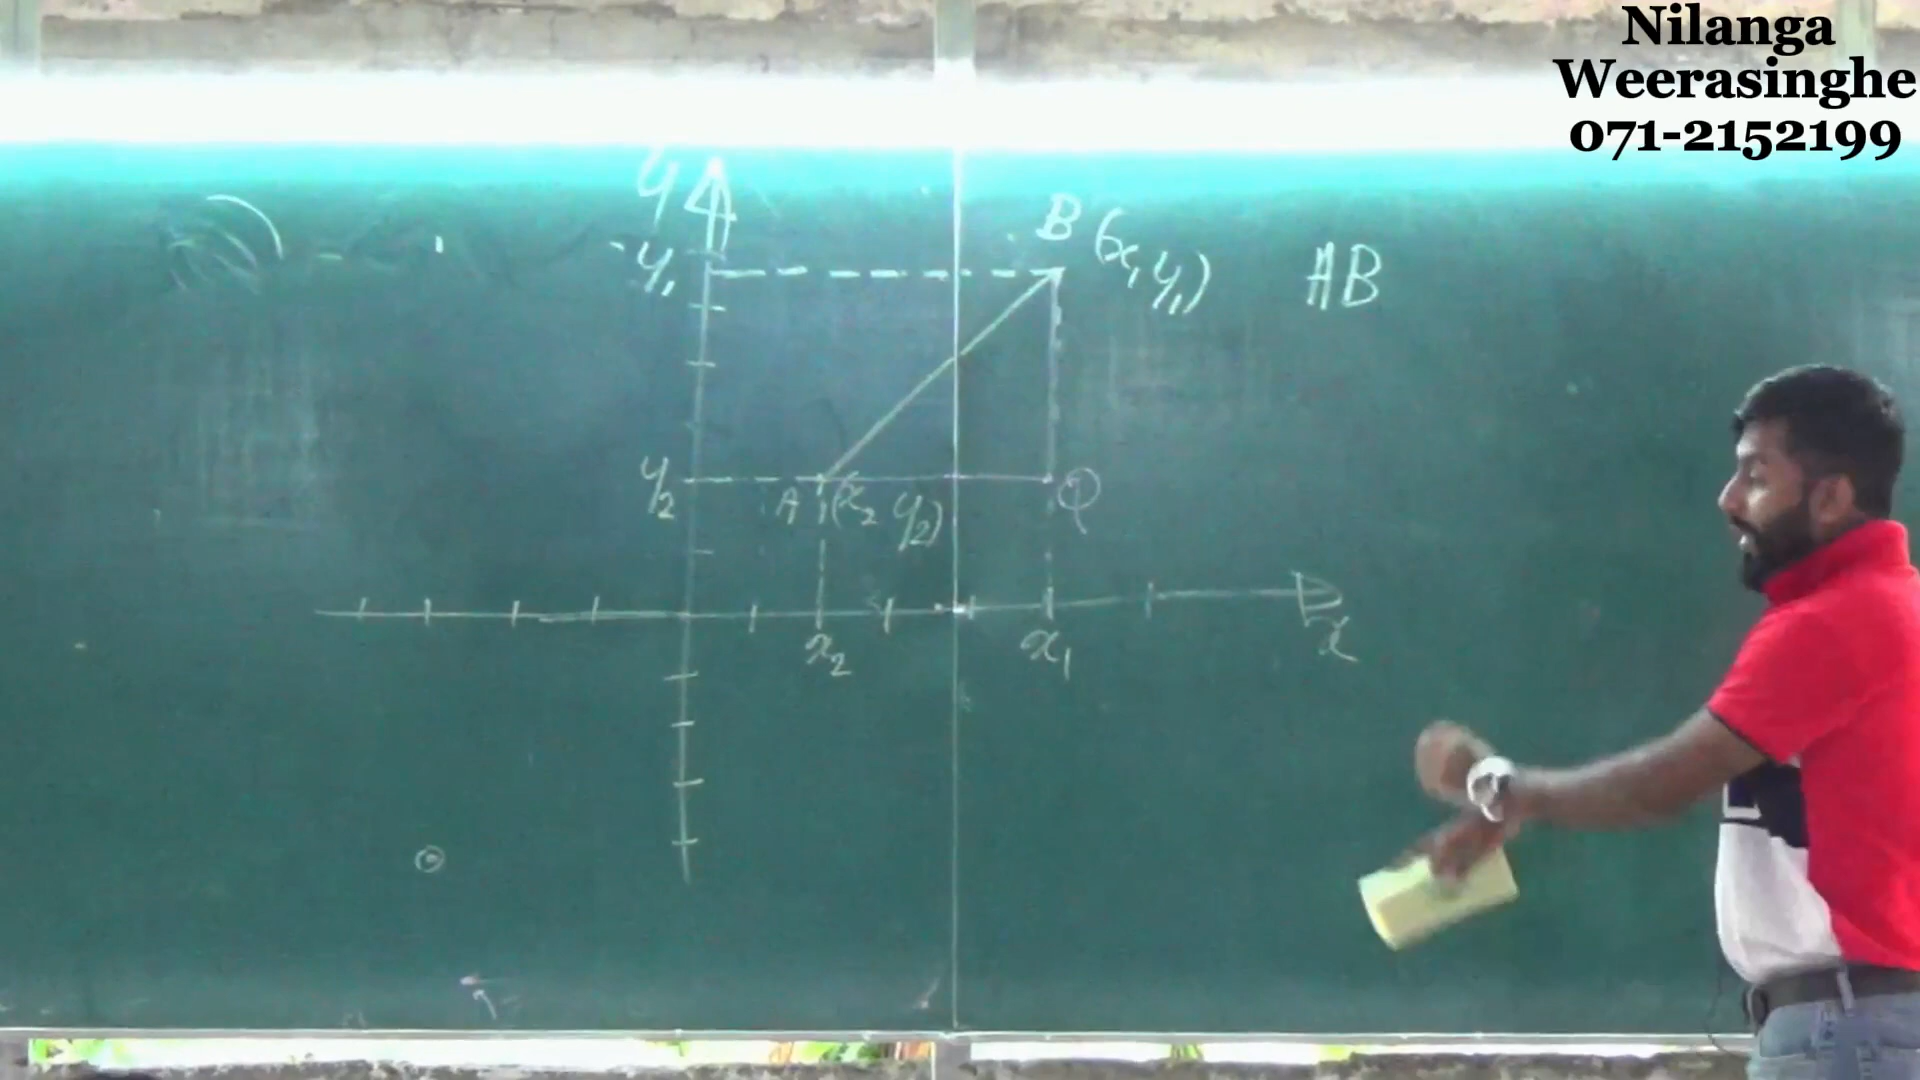 Nilanga
Weerasinghe
071-2152199
y
B (x₁ y₁)
AB
y₁
y₂
A (x₂ y₂)
Q
x₂
x₁
x